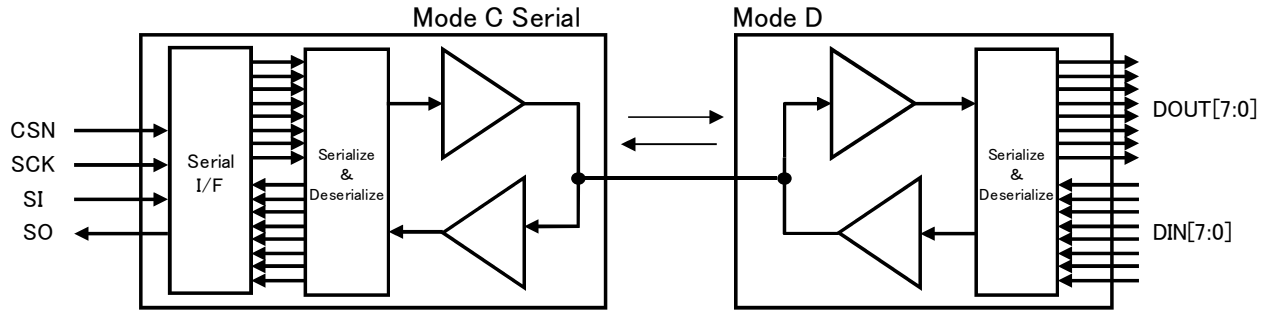 Mode C Serial
Mode D
CSN
SCK
SI
SO
Serial
I/F
Serialize
&
Deserialize
Serialize
&
Deserialize
DOUT[7:0]
DIN[7:0]